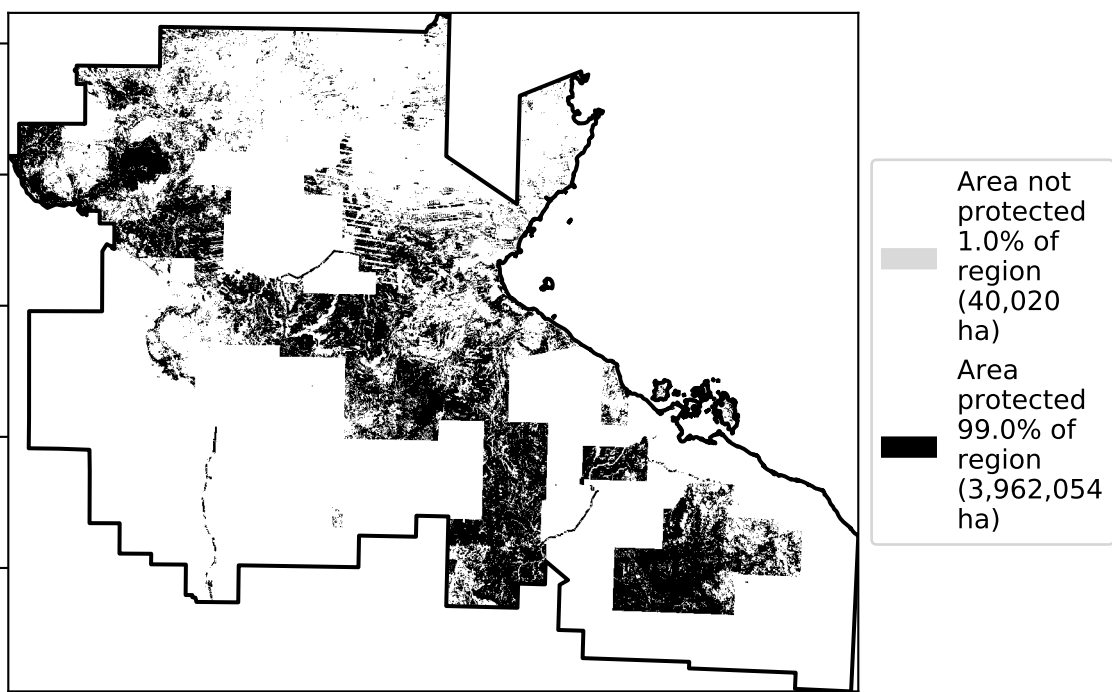 Area not
protected
1.0% of
region
(40,020
ha)
Area
protected
99.0% of
region
(3,962,054
ha)